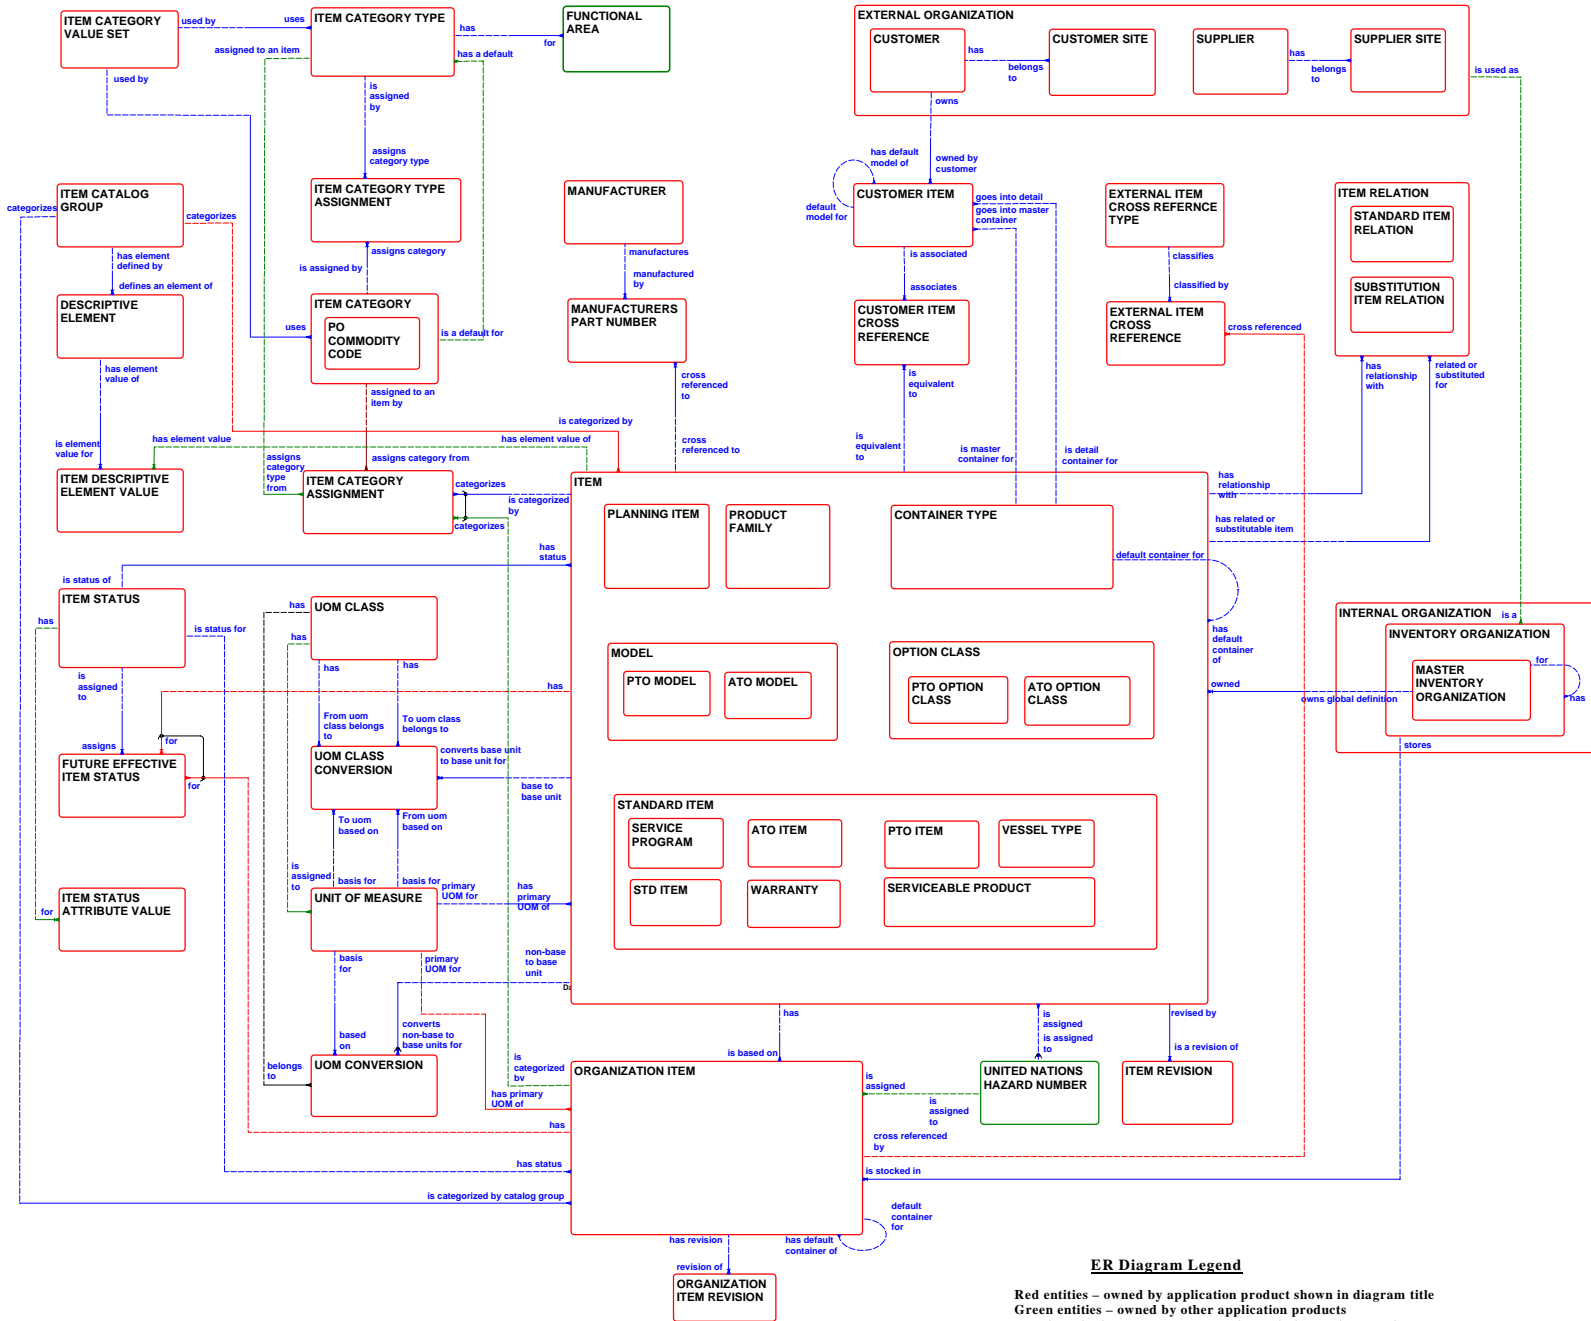 ITEM CATEGORY
VALUE SET
used by
uses
ITEM CATEGORY TYPE
has
for
FUNCTIONAL
AREA
assigned to an item
has a default
used by
is
assigned
by
assigns
category type
EXTERNAL ORGANIZATION
CUSTOMER
has
belongs
to
CUSTOMER SITE
SUPPLIER
has
belongs
to
SUPPLIER SITE
is used as
owns
owned by
customer
has default
model of
default
model for
CUSTOMER ITEM
goes into detail
goes into master
container
categorizes
ITEM CATALOG
GROUP
categorizes
ITEM CATEGORY TYPE
ASSIGNMENT
MANUFACTURER
EXTERNAL ITEM
CROSS REFERNCE
TYPE
ITEM RELATION
STANDARD ITEM
RELATION
SUBSTITUTION
ITEM RELATION
has element
defined by
defines an element of
assigns category
is assigned by
manufactures
manufactured
by
is associated
associates
classifies
classified by
DESCRIPTIVE
ELEMENT
uses
ITEM CATEGORY
PO
COMMODITY
CODE
is a default for
MANUFACTURERS
PART NUMBER
CUSTOMER ITEM
CROSS
REFERENCE
EXTERNAL ITEM
CROSS
REFERENCE
cross referenced
has element
value of
assigned to an
item by
cross
referenced
to
is
equivalent
to
has
relationship
with
related or
substituted
for
is categorized by
is element
value for
has element value
has element value of
cross
referenced to
is
equivalent
to
is master
container for
is detail
container for
assigns
category
type
from
assigns category from
ITEM DESCRIPTIVE
ELEMENT VALUE
ITEM CATEGORY
ASSIGNMENT
categorizes
is categorized
by
categorizes
ITEM
has
relationship
with
PLANNING ITEM
PRODUCT
FAMILY
CONTAINER TYPE
has related or
substitutable item
has
status
default container for
is status of
ITEM STATUS
has
is status for
has
UOM CLASS
has
has
has
has
default
container
of
INTERNAL ORGANIZATION
is a
INVENTORY ORGANIZATION
MASTER
INVENTORY
ORGANIZATION
for
has
is
assigned
to
has
MODEL
PTO MODEL
ATO MODEL
OPTION CLASS
PTO OPTION
CLASS
ATO OPTION
CLASS
owned
owns global definition
From uom
class belongs
to
To uom class
belongs to
assigns
for
FUTURE EFFECTIVE
ITEM STATUS
for
UOM CLASS
CONVERSION
converts base unit
to base unit for
base to
base unit
stores
To uom
based on
From uom
based on
STANDARD ITEM
SERVICE
PROGRAM
ATO ITEM
PTO ITEM
VESSEL TYPE
STD ITEM
WARRANTY
SERVICEABLE PRODUCT
is
assigned
to
basis for
basis for
primary
UOM for
has
primary
UOM of
ITEM STATUS
ATTRIBUTE VALUE
for
UNIT OF MEASURE
basis
for
primary
UOM for
non-base
to base
unit
based
on
converts
non-base to
base units for
belongs
to
UOM CONVERSION
is
categorized
by
has primary
UOM of
has
is based on
is
assigned
is assigned
to
revised by
is a revision of
ORGANIZATION ITEM
is
assigned
is
assigned
to
UNITED NATIONS
HAZARD NUMBER
ITEM REVISION
has
cross referenced
by
has status
is stocked in
is categorized by catalog group
default
container
for
has default
container of
has revision
revision of
ORGANIZATION
ITEM REVISION
ER Diagram Legend
Red entities – owned by application product shown in diagram title
Green entities – owned by other application products